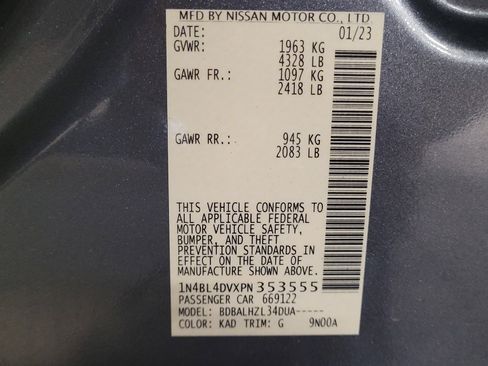 MFD BY NISSAN MOTOR CO., LTD
DATE: 01/23
GVWR: 1963 KG
4328 LB
GAWR FR.: 1097 KG
2418 LB
GAWR RR.: 945 KG
2083 LB
THIS VEHICLE CONFORMS TO
ALL APPLICABLE FEDERAL
MOTOR VEHICLE SAFETY,
BUMPER, AND THEFT
PREVENTION STANDARDS IN
EFFECT ON THE DATE OF
MANUFACTURE SHOWN ABOVE.
1N4BL4DVXPN353555
PASSENGER CAR 669122
MODEL: BDBALHZL34DUA-----
COLOR: KAD TRIM: G 9N00A